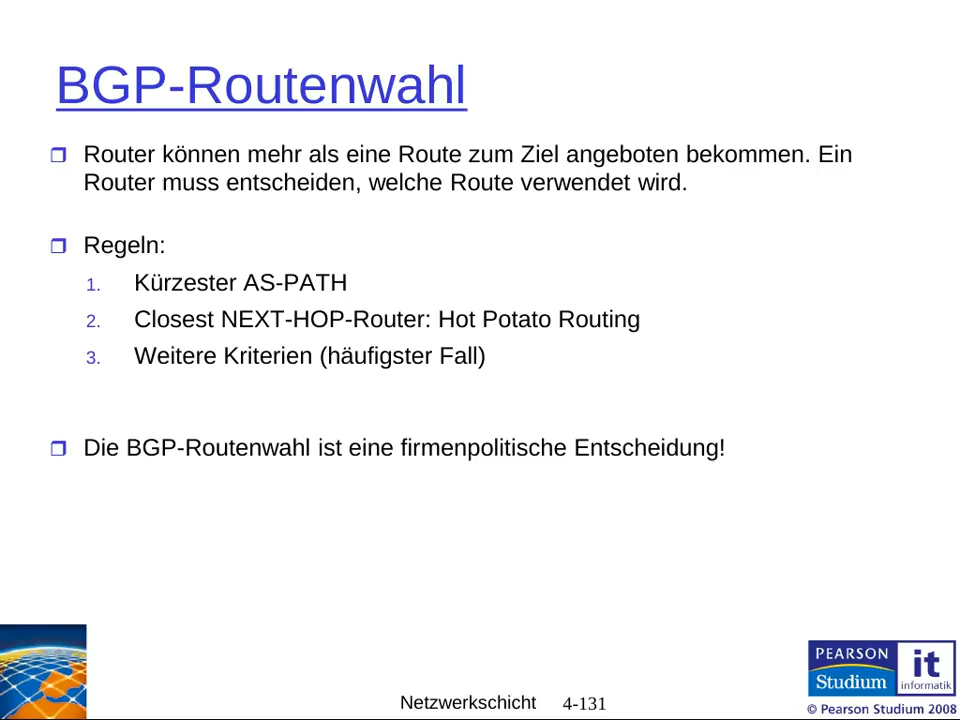 BGP-Routenwahl
Router können mehr als eine Route zum Ziel angeboten bekommen. Ein
Router muss entscheiden, welche Route verwendet wird.
Regeln:
1. Kürzester AS-PATH
2. Closest NEXT-HOP-Router: Hot Potato Routing
3. Weitere Kriterien (häufigster Fall)
Die BGP-Routenwahl ist eine firmenpolitische Entscheidung!
Netzwerkschicht 4-131
PEARSON
Studium
it
informatik
© Pearson Studium 2008